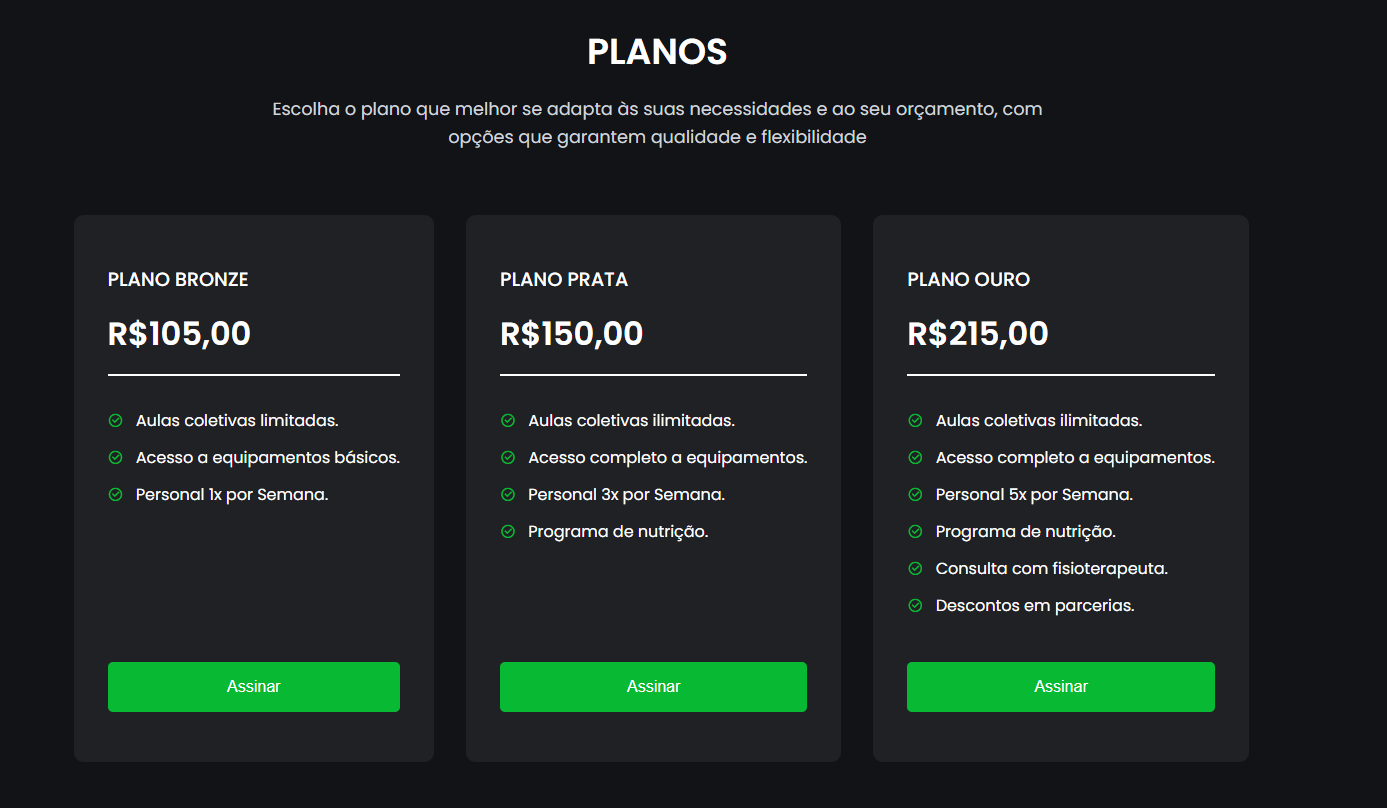 PLANOS
Escolha o plano que melhor se adapta às suas necessidades e ao seu orçamento, com
opções que garantem qualidade e flexibilidade
PLANO BRONZE
R$105,00
Aulas coletivas limitadas.
Acesso a equipamentos básicos.
Personal 1x por Semana.
Assinar
PLANO PRATA
R$150,00
Aulas coletivas ilimitadas.
Acesso completo a equipamentos.
Personal 3x por Semana.
Programa de nutrição.
Assinar
PLANO OURO
R$215,00
Aulas coletivas ilimitadas.
Acesso completo a equipamentos.
Personal 5x por Semana.
Programa de nutrição.
Consulta com fisioterapeuta.
Descontos em parcerias.
Assinar